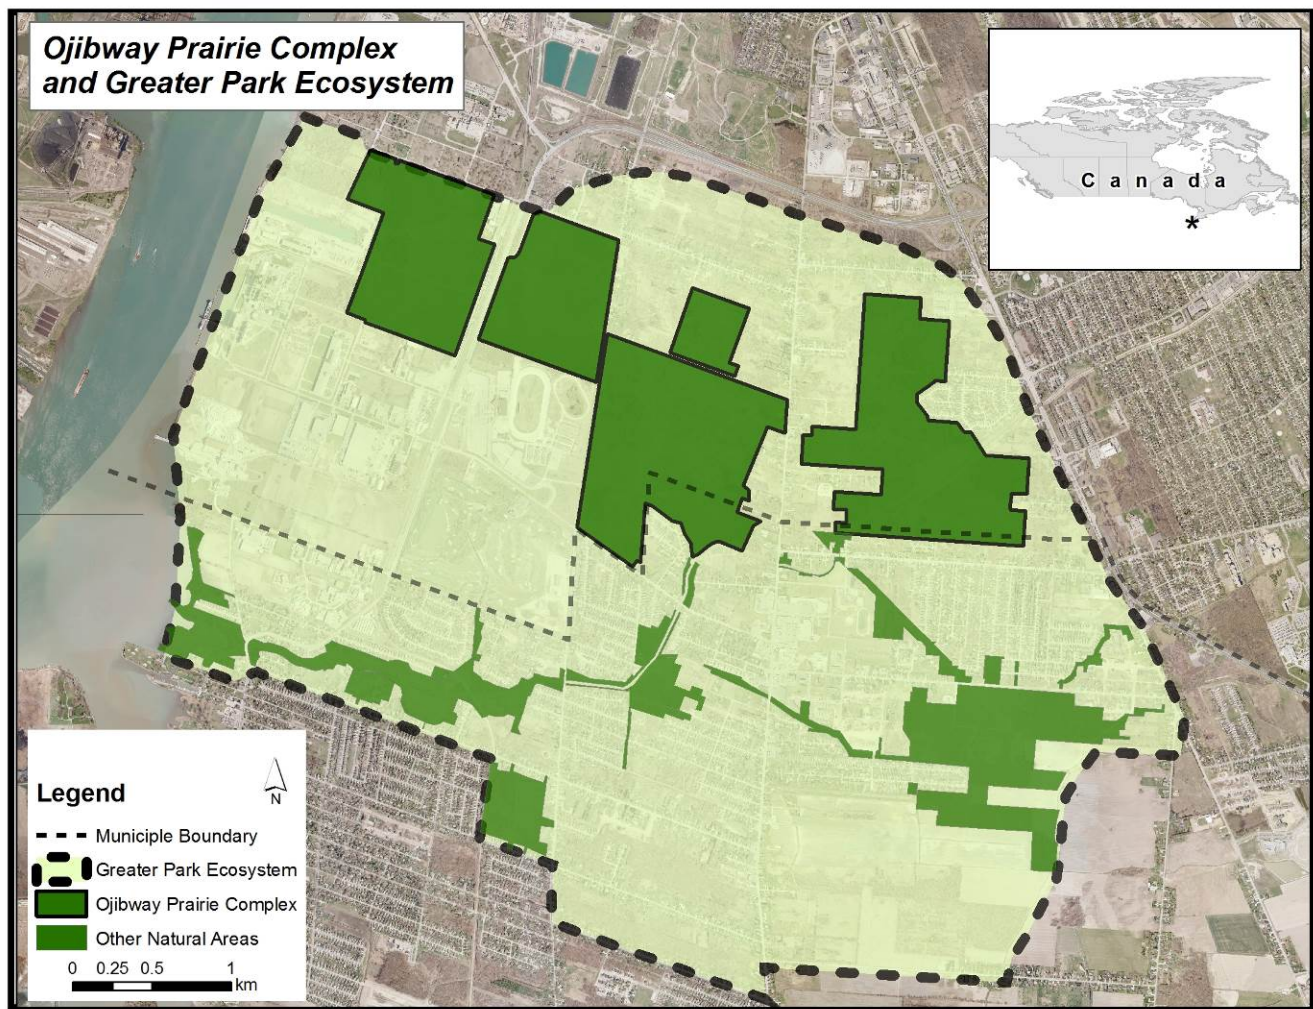 Ojibway Prairie Complex
and Greater Park Ecosystem
C a n a d a
*
Legend
N
Municiple Boundary
Greater Park Ecosystem
Ojibway Prairie Complex
Other Natural Areas
0 0.25 0.5 1
km